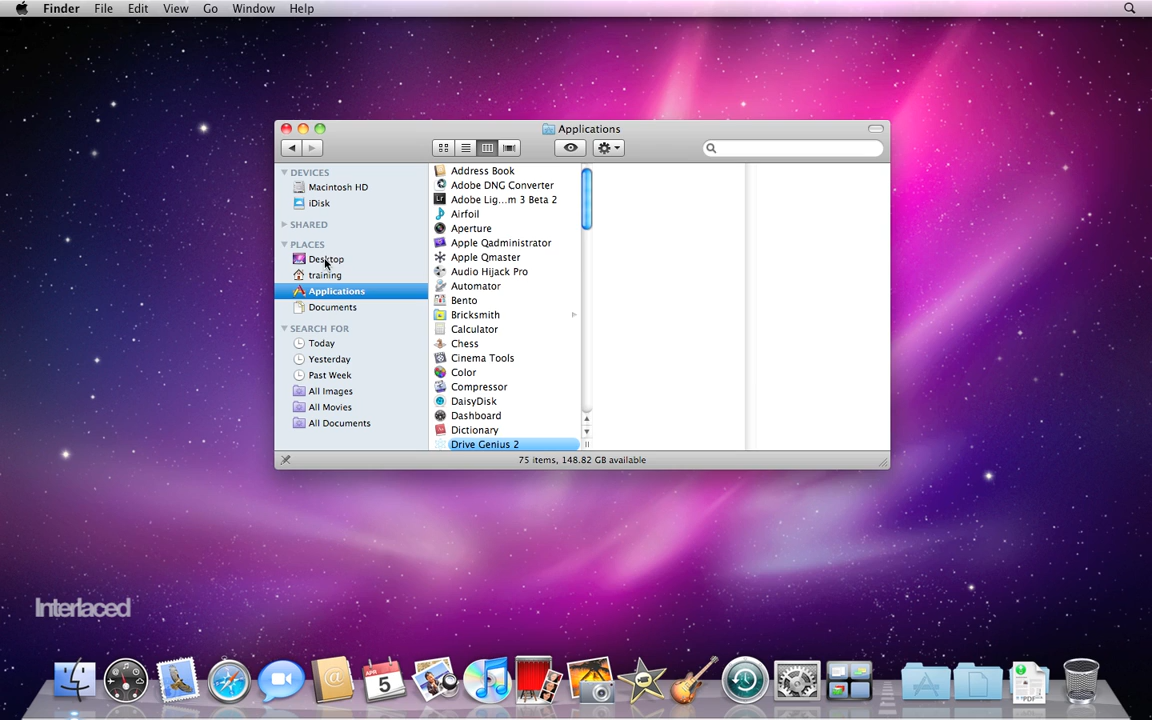 Finder File Edit View Go Window Help
Applications
DEVICES
Macintosh HD
iDisk
SHARED
PLACES
Desktop
training
Applications
Documents
SEARCH FOR
Today
Yesterday
Past Week
All Images
All Movies
All Documents
Address Book
Adobe DNG Converter
Adobe Lig...m 3 Beta 2
Airfoil
Aperture
Apple Qadministrator
Apple Qmaster
Audio Hijack Pro
Automator
Bento
Bricksmith
Calculator
Chess
Cinema Tools
Color
Compressor
DaisyDisk
Dashboard
Dictionary
Drive Genius 2
75 items, 148.82 GB available
Interlaced
APR
5
PDF